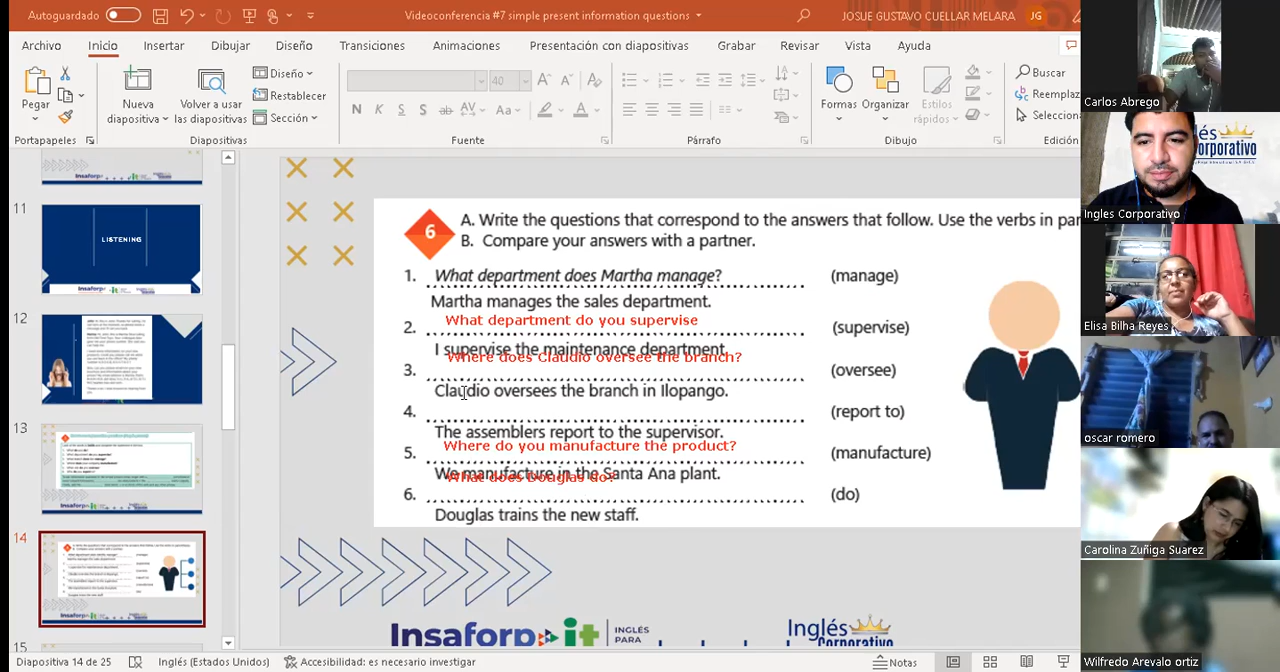 Autoguardado
Videoconferencia #7 simple present information questions
JOSUE GUSTAVO CUELLAR MELARA
JG
Archivo Inicio Insertar Dibujar Diseño Transiciones Animaciones Presentación con diapositivas Grabar Revisar Vista Ayuda
Pegar
Nueva diapositiva
Volver a usar las diapositivas
Diseño
Restablecer
Sección
40
N K S S ab AV Aa
A
Formas
Organizar
Estilos rápidos
Buscar
Reemplaz
Selecciona
Portapapeles
Diapositivas
Fuente
Párrafo
Dibujo
Edición
11
LISTENING
12
13
14
15
6
A. Write the questions that correspond to the answers that follow. Use the verbs in par
B. Compare your answers with a partner.
1. What department does Martha manage? (manage)
Martha manages the sales department.
What department do you supervise
2. (supervise)
I supervise the maintenance department.
Where does Claudio oversee the branch?
3. (oversee)
Claudio oversees the branch in Ilopango.
4. (report to)
The assemblers report to the supervisor.
Where do you manufacture the product?
5. (manufacture)
We manufacture in the Santa Ana plant.
What does Douglas do?
6. (do)
Douglas trains the new staff.
Insaforp it
INGLÉS
PARA
Inglés
Corporativo
Carlos Abrego
Ingles Corporativo
Elisa Bilha Reyes
oscar romero
Carolina Zuñiga Suarez
Wilfredo Arevalo ortiz
Diapositiva 14 de 25
Inglés (Estados Unidos)
Accesibilidad: es necesario investigar
Notas